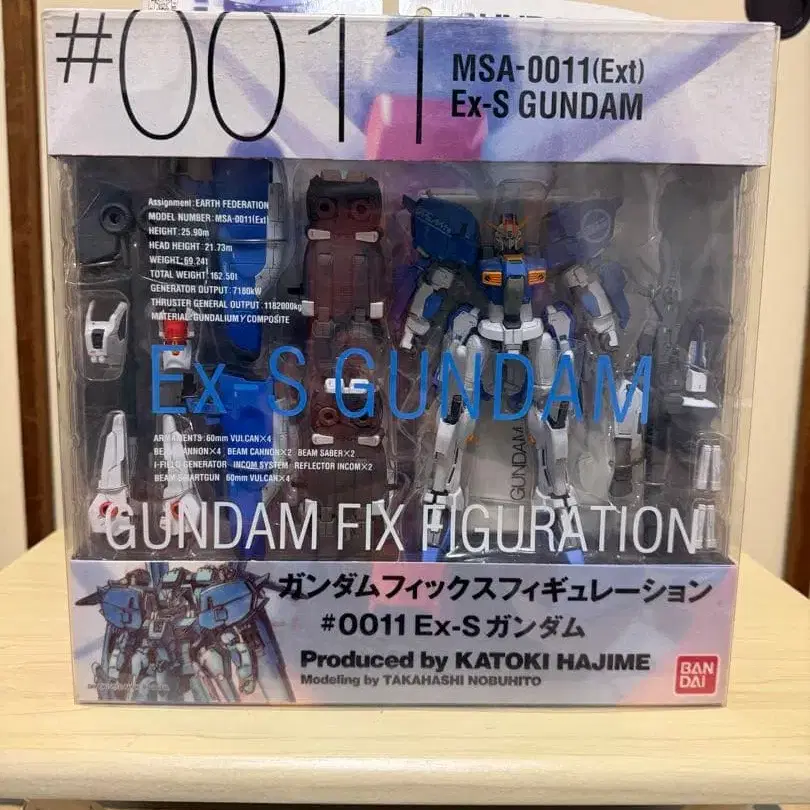 #0011
MSA-0011(Ext)
Ex-S GUNDAM
Assignment: EARTH FEDERATION
MODEL NUMBER: MSA-0011(Ext)
HEIGHT: 25.90m
HEAD HEIGHT: 21.73m
WEIGHT: 69.24t
TOTAL WEIGHT: 162.50t
GENERATOR OUTPUT: 7180kW
THRUSTER GENERAL OUTPUT: 1182000kg
MATERIAL: GUNDALIUM γ COMPOSITE
Ex-S GUNDAM
ARMAMENTS 60mm VULCAN×4
BEAM CANNON×4 BEAM CANNON×2 BEAM SABER×2
I-FILD GENERATOR INCOM SYSTEM REFLECTOR INCOM×2
BEAM SMARTGUN 60mm VULCAN×4
GUNDAM
GUNDAM FIX FIGURATION
ガンダムフィックスフィギュレーション
#0011 Ex-Sガンダム
Produced by KATOKI HAJIME
Modeling by TAKAHASHI NOBUHITO
BAN
DAI